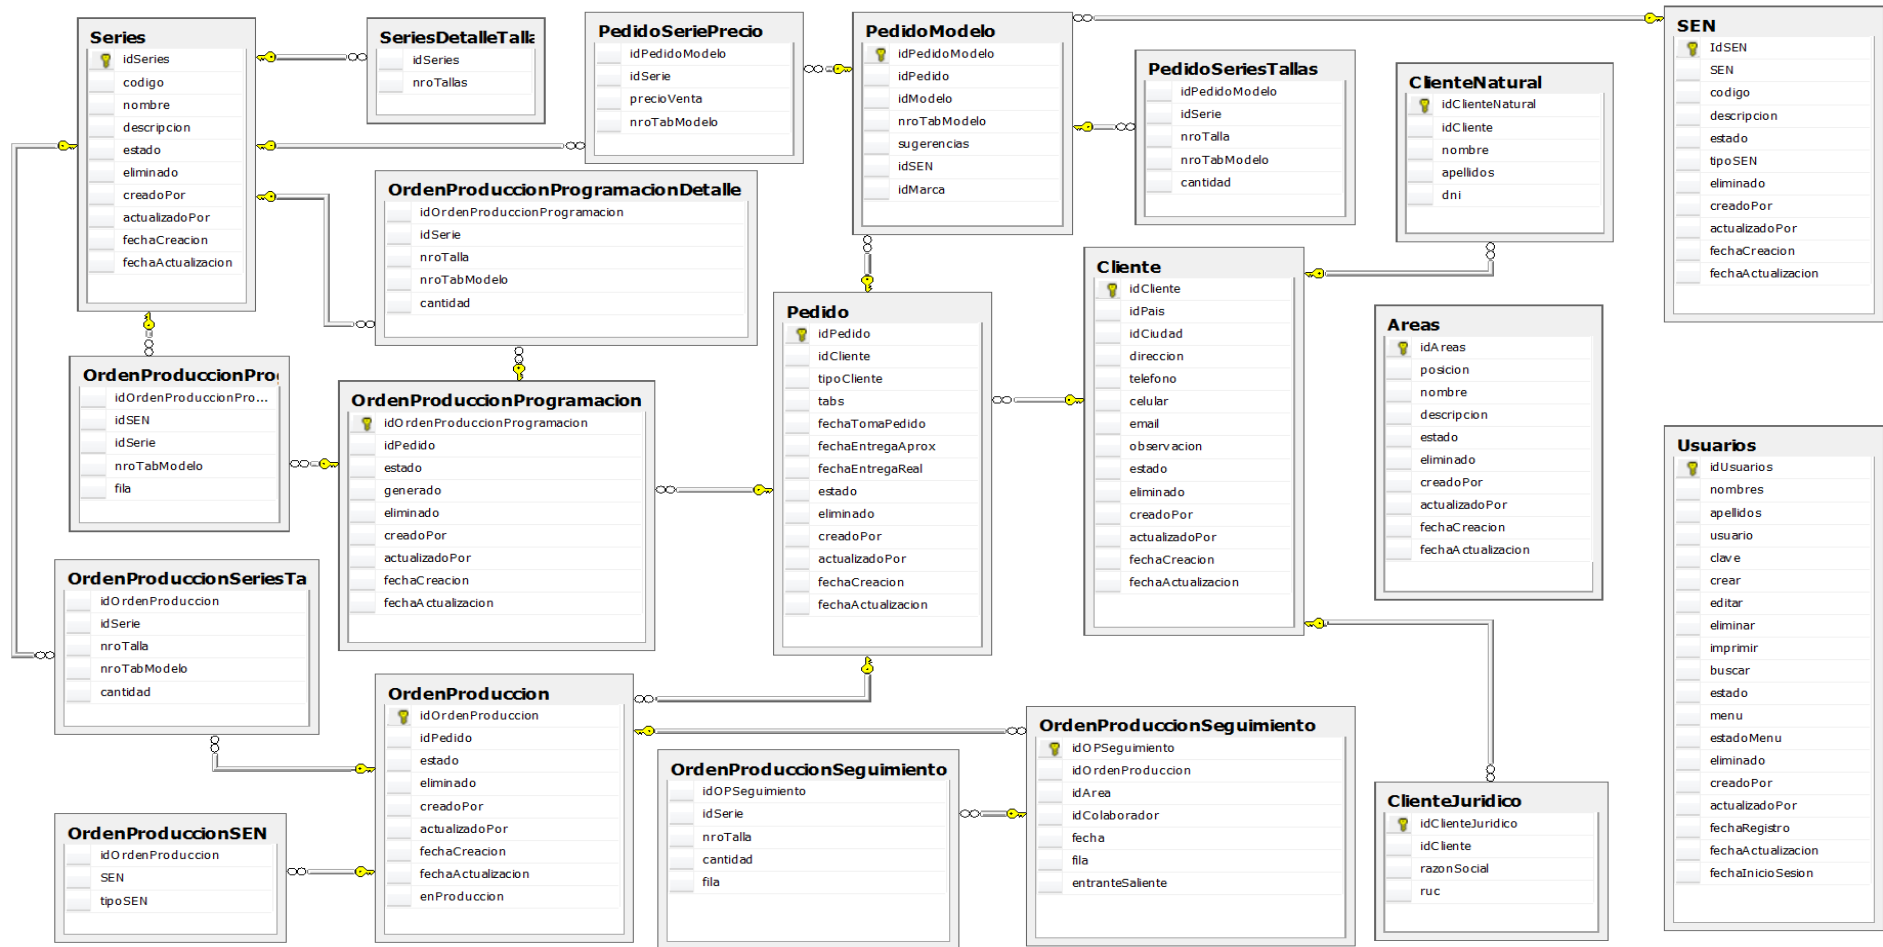 Series
idSeries
codigo
nombre
descripcion
estado
eliminado
creadoPor
actualizadoPor
fechaCreacion
fechaActualizacion
SeriesDetalleTalla
idSeries
nroTallas
PedidoSeriePrecio
idPedidoModelo
idSerie
precioVenta
nroTabModelo
PedidoModelo
idPedidoModelo
idPedido
idModelo
nroTabModelo
sugerencias
idSEN
idMarca
PedidoSeriesTallas
idPedidoModelo
idSerie
nroTalla
nroTabModelo
cantidad
ClienteNatural
idClienteNatural
idCliente
nombre
apellidos
dni
SEN
IdSEN
SEN
codigo
descripcion
estado
tipoSEN
eliminado
creadoPor
actualizadoPor
fechaCreacion
fechaActualizacion
OrdenProduccionProgramacionDetalle
idOrdenProduccionProgramacion
idSerie
nroTalla
nroTabModelo
cantidad
Cliente
idCliente
idPais
idCiudad
direccion
telefono
celular
email
observacion
estado
eliminado
creadoPor
actualizadoPor
fechaCreacion
fechaActualizacion
Pedido
idPedido
idCliente
tipoCliente
tabs
fechaTomaPedido
fechaEntregaAprox
fechaEntregaReal
estado
eliminado
creadoPor
actualizadoPor
fechaCreacion
fechaActualizacion
Areas
idAreas
posicion
nombre
descripcion
estado
eliminado
creadoPor
actualizadoPor
fechaCreacion
fechaActualizacion
OrdenProduccionProg
idOrdenProduccionPro...
idSEN
idSerie
nroTabModelo
fila
OrdenProduccionProgramacion
idOrdenProduccionProgramacion
idPedido
estado
generado
eliminado
creadoPor
actualizadoPor
fechaCreacion
fechaActualizacion
Usuarios
idUsuarios
nombres
apellidos
usuario
clave
crear
editar
eliminar
imprimir
buscar
estado
menu
estadoMenu
eliminado
creadoPor
actualizadoPor
fechaRegistro
fechaActualizacion
fechaInicioSesion
OrdenProduccionSeriesTa
idOrdenProduccion
idSerie
nroTalla
nroTabModelo
cantidad
OrdenProduccion
idOrdenProduccion
idPedido
estado
eliminado
creadoPor
actualizadoPor
fechaCreacion
fechaActualizacion
enProduccion
OrdenProduccionSeguimiento
idOPSeguimiento
idSerie
nroTalla
cantidad
fila
OrdenProduccionSeguimiento
idOPSeguimiento
idOrdenProduccion
idArea
idColaborador
fecha
fila
entranteSaliente
ClienteJuridico
idClienteJuridico
idCliente
razonSocial
ruc
OrdenProduccionSEN
idOrdenProduccion
SEN
tipoSEN